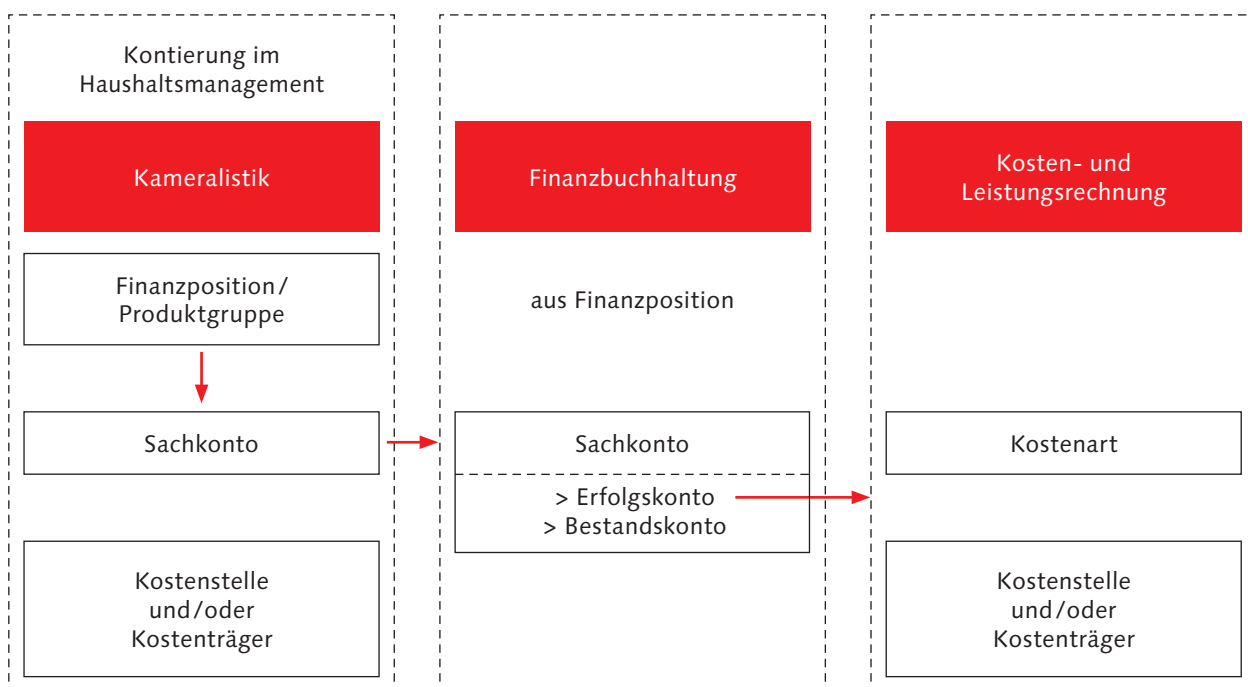 Kontierung im
Haushaltsmanagement
Kameralistik
Finanzposition/
Produktgruppe
Sachkonto
Kostenstelle
und/oder
Kostenträger
Finanzbuchhaltung
aus Finanzposition
Sachkonto
> Erfolgskonto
> Bestandskonto
Kosten- und
Leistungsrechnung
Kostenart
Kostenstelle
und/oder
Kostenträger